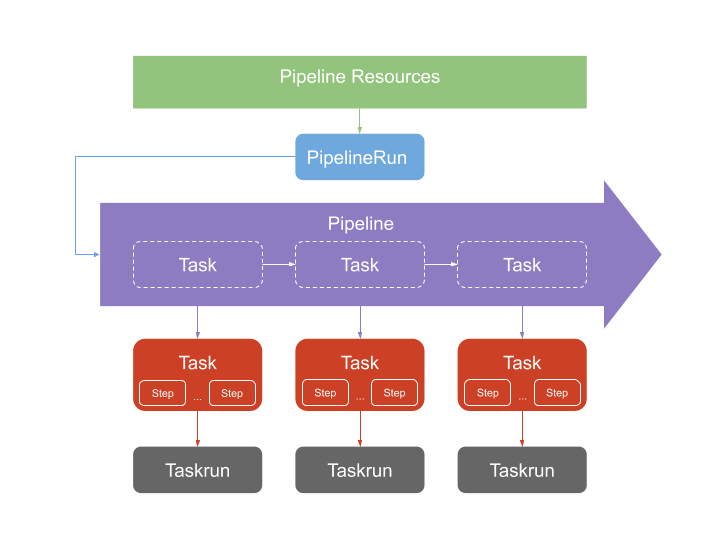 Pipeline Resources
PipelineRun
Pipeline
Task
Task
Task
Task
Task
Task
Step ... Step
Step ... Step
Step ... Step
Taskrun
Taskrun
Taskrun